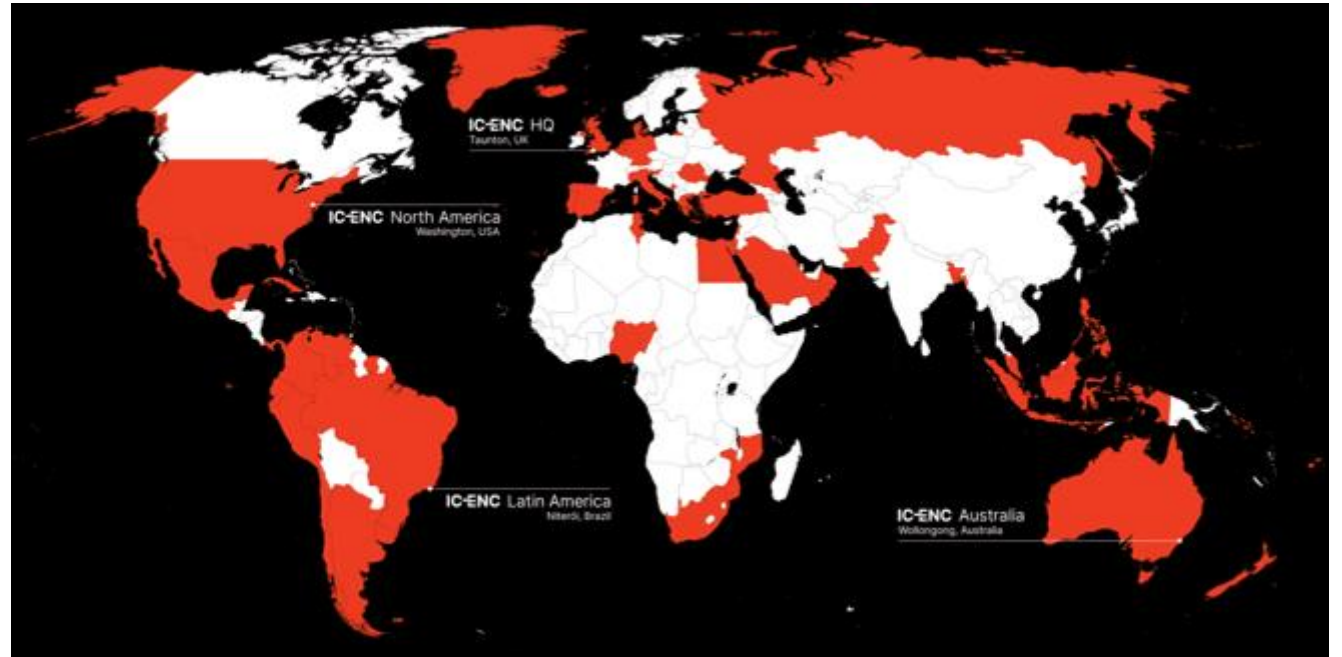 IC-ENC HQ
Taunton, UK
IC-ENC North America
Washington, USA
IC-ENC Latin America
Niterói, Brazil
IC-ENC Australia
Wollongong, Australia